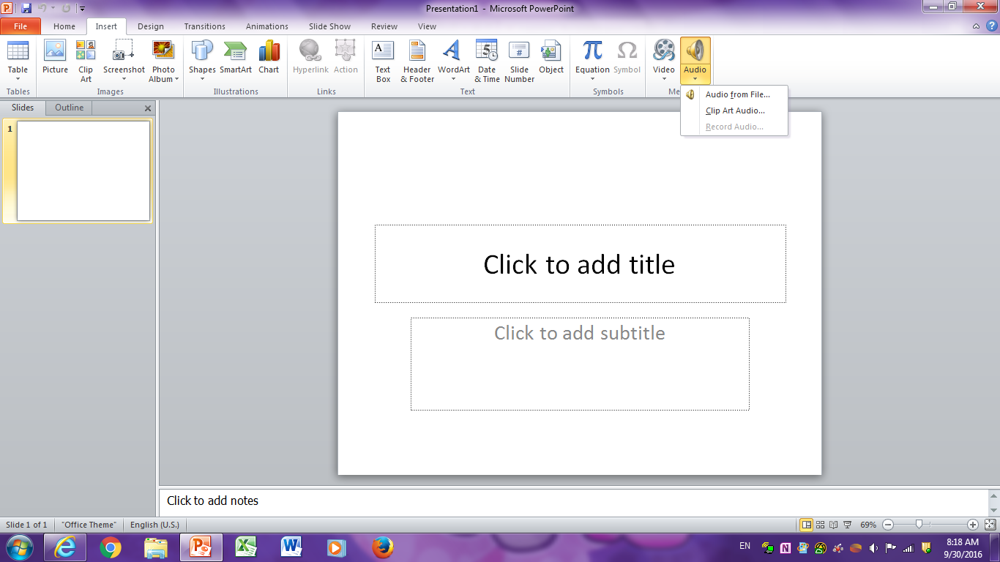 Presentation1 - Microsoft PowerPoint
File Home Insert Design Transitions Animations Slide Show Review View
Table Picture Clip Art Screenshot Photo Album Shapes SmartArt Chart Hyperlink Action Text Box Header & Footer WordArt Date & Time Slide Number Object Equation Symbol Video Audio
Tables Images Illustrations Links Text Symbols Me
Audio from File...
Clip Art Audio...
Record Audio...
Slides Outline
1
Click to add title
Click to add subtitle
Click to add notes
Slide 1 of 1 "Office Theme" English (U.S.) 69%
EN 8:18 AM
9/30/2016